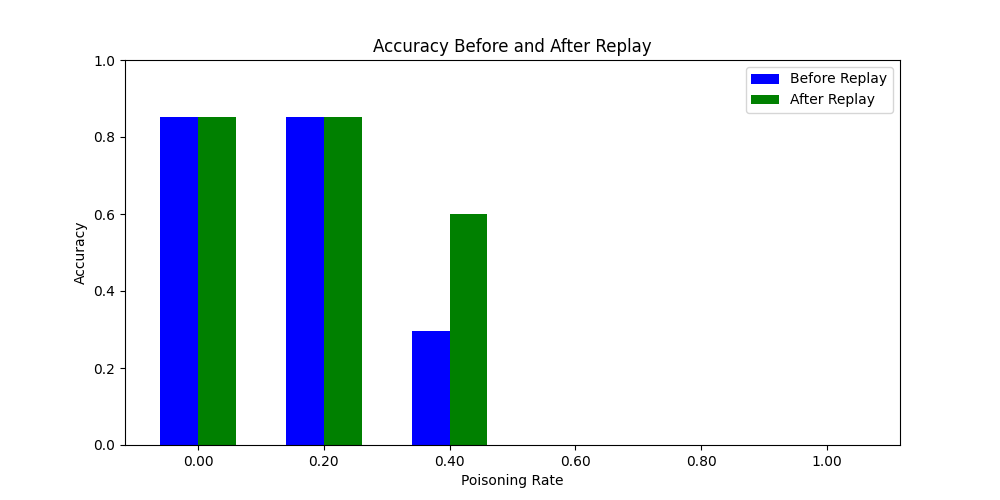 Accuracy Before and After Replay
1.0
0.8
0.6
0.4
0.2
0.0
Accuracy
Before Replay
After Replay
0.00 0.20 0.40 0.60 0.80 1.00
Poisoning Rate